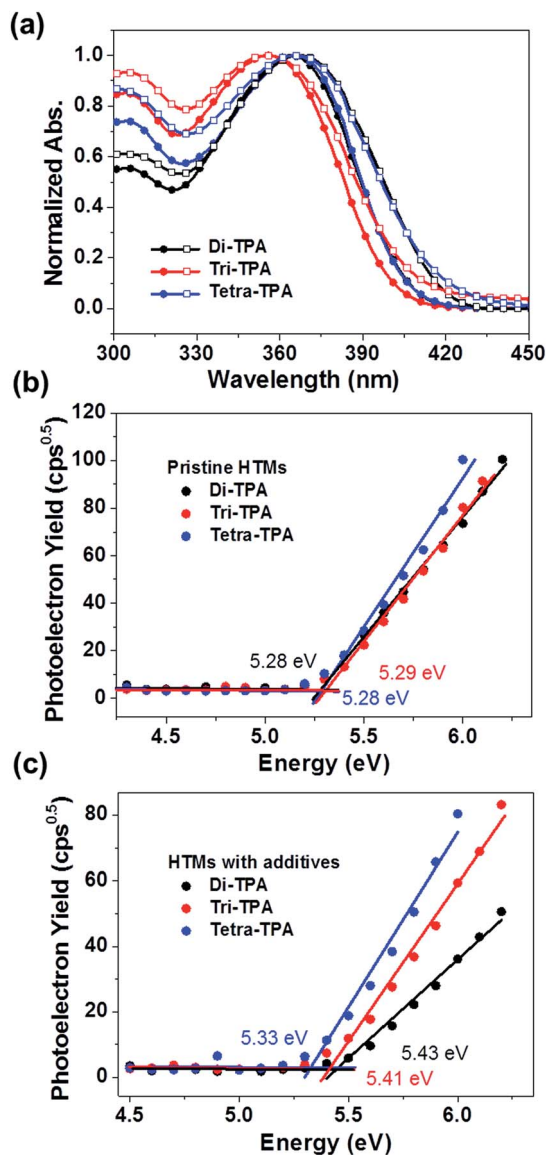 (a)
Normalized Abs.
1.0
0.8
0.6
0.4
0.2
0.0
Di-TPA
Tri-TPA
Tetra-TPA
300 330 360 390 420 450
Wavelength (nm)
(b)
Photoelectron Yield (cps0.5)
120
100
80
60
40
20
0
Pristine HTMs
Di-TPA
Tri-TPA
Tetra-TPA
5.28 eV
5.29 eV
5.28 eV
4.5 5.0 5.5 6.0
Energy (eV)
(c)
Photoelectron Yield (cps0.5)
80
60
40
20
0
HTMs with additives
Di-TPA
Tri-TPA
Tetra-TPA
5.33 eV
5.43 eV
5.41 eV
4.5 5.0 5.5 6.0
Energy (eV)